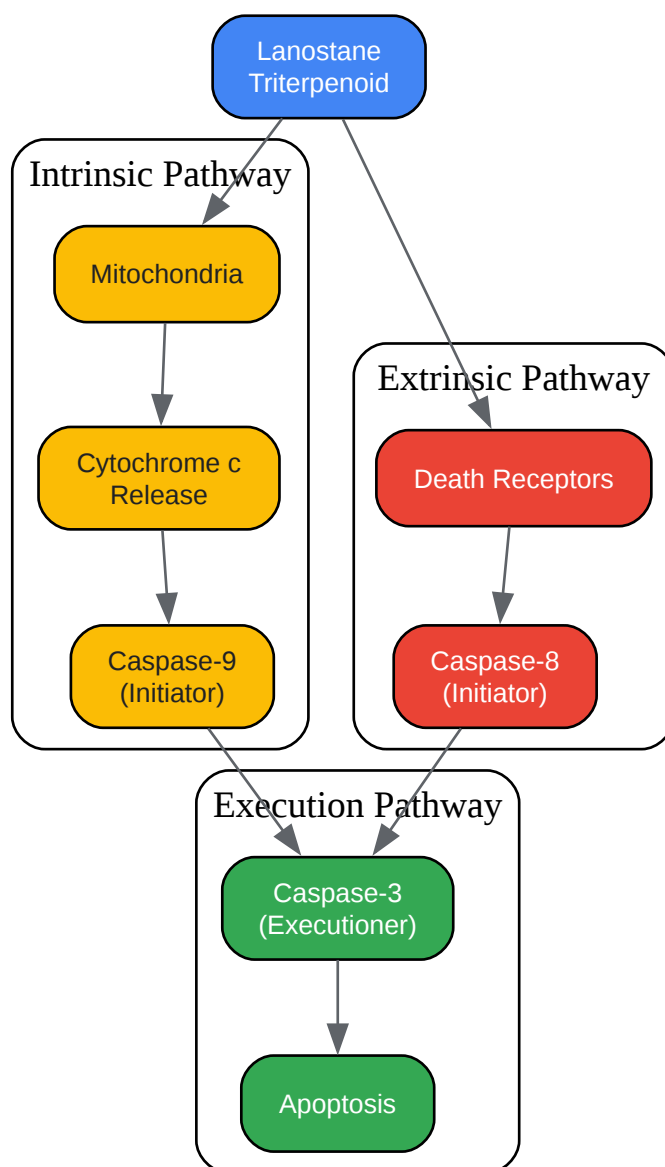 Lanostane
Triterpenoid
Intrinsic Pathway
Mitochondria
Cytochrome c
Release
Caspase-9
(Initiator)
Extrinsic Pathway
Death Receptors
Caspase-8
(Initiator)
Execution Pathway
Caspase-3
(Executioner)
Apoptosis